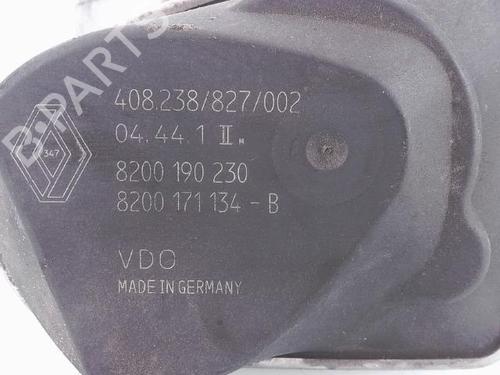 B-PARTS
408.238/827/002
04.44.1 II H
347
8200 190 230
8200 171 134 - B
VDO
MADE IN GERMANY